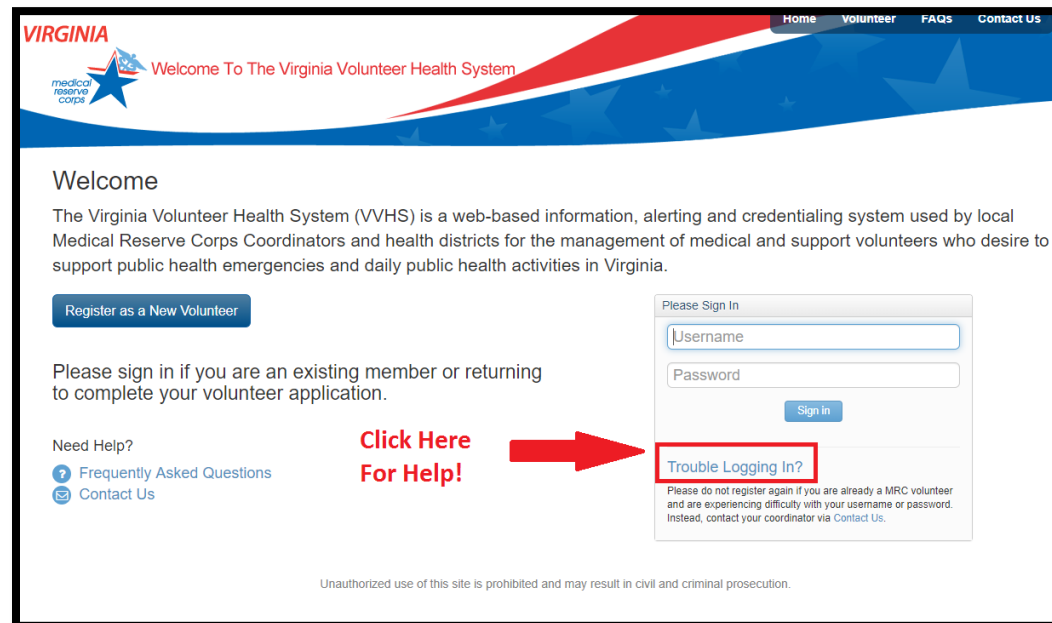 Home Volunteer FAQs Contact Us
VIRGINIA
medical
reserve
corps
Welcome To The Virginia Volunteer Health System
Welcome
The Virginia Volunteer Health System (VVHS) is a web-based information, alerting and credentialing system used by local
Medical Reserve Corps Coordinators and health districts for the management of medical and support volunteers who desire to
support public health emergencies and daily public health activities in Virginia.
Register as a New Volunteer
Please sign in if you are an existing member or returning
to complete your volunteer application.
Need Help?
Frequently Asked Questions
Contact Us
Click Here
For Help!
Please Sign In
Username
Password
Sign in
Trouble Logging In?
Please do not register again if you are already a MRC volunteer
and are experiencing difficulty with your username or password.
Instead, contact your coordinator via Contact Us.
Unauthorized use of this site is prohibited and may result in civil and criminal prosecution.